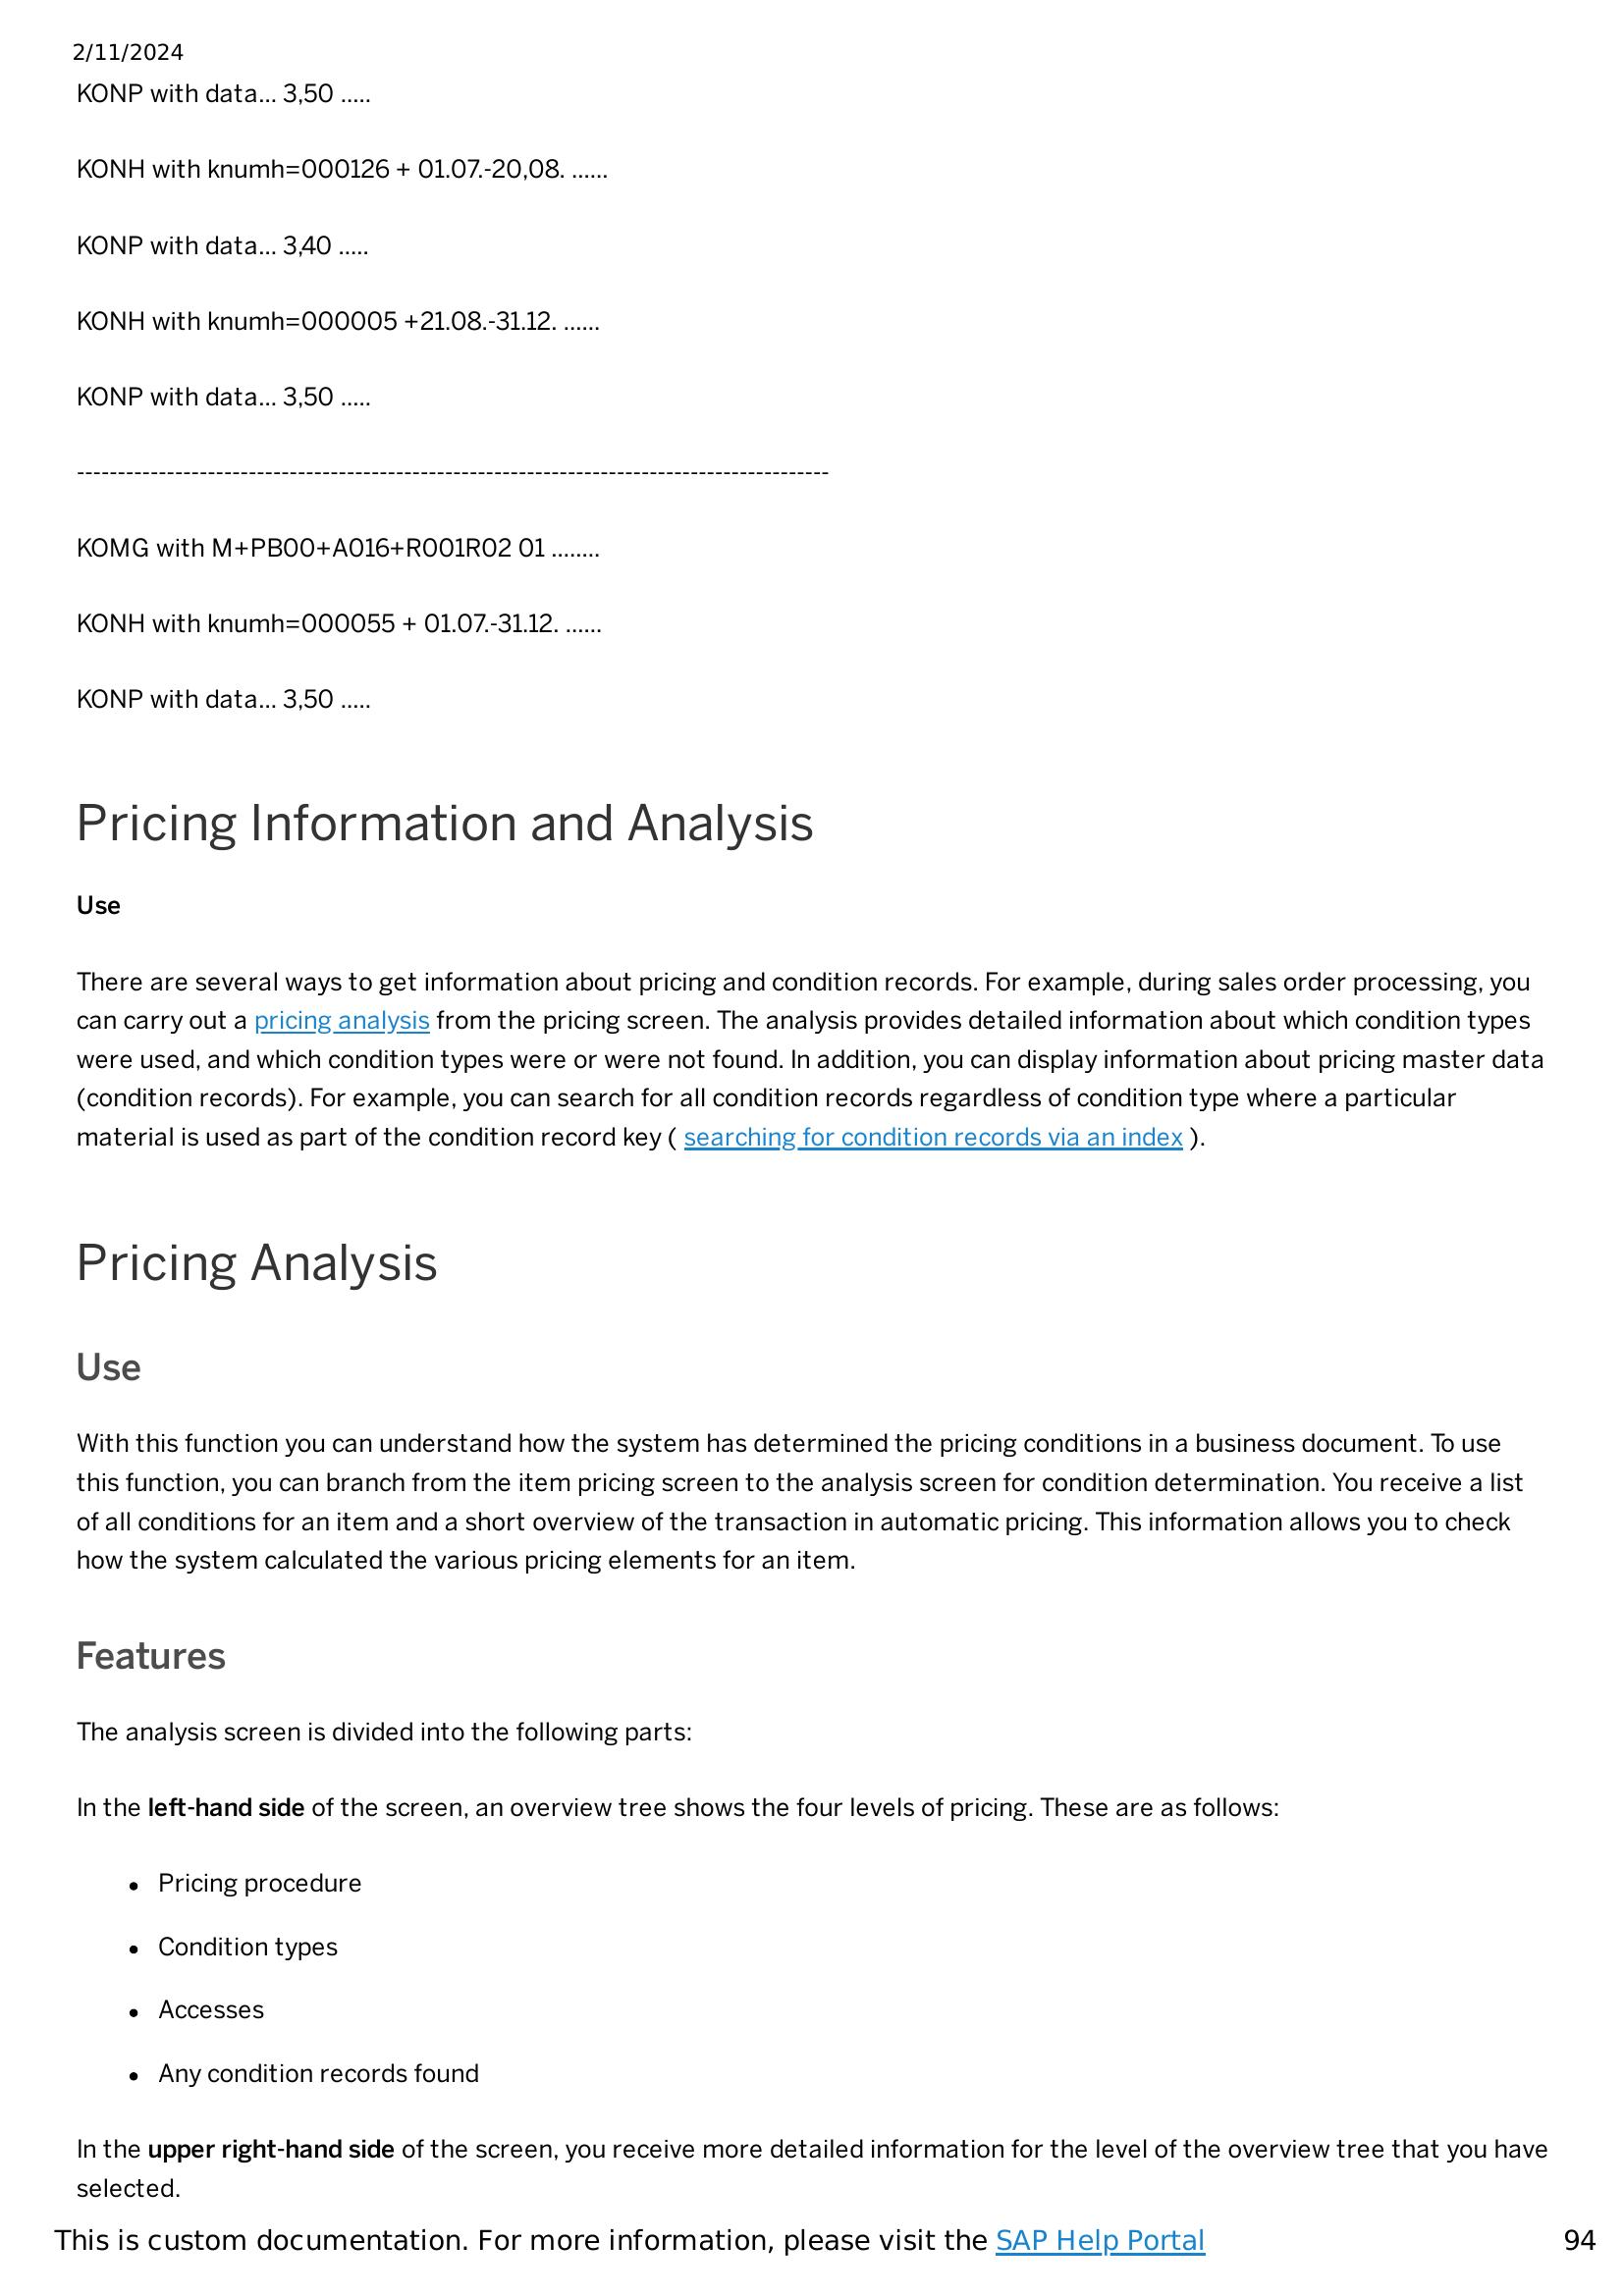 2/11/2024
KONP with data... 3,50 .....
KONH with knumh=000126 + 01.07.-20,08. ......
KONP with data... 3,40 .....
KONH with knumh=000005 +21.08.-31.12. ......
KONP with data... 3,50 .....
--------------------------------------------------------------------------------------------
KOMG with M+PB00+A016+R001R02 01 ........
KONH with knumh=000055 + 01.07.-31.12. ......
KONP with data... 3,50 .....
Pricing Information and Analysis
Use
There are several ways to get information about pricing and condition records. For example, during sales order processing, you
can carry out a pricing analysis from the pricing screen. The analysis provides detailed information about which condition types
were used, and which condition types were or were not found. In addition, you can display information about pricing master data
(condition records). For example, you can search for all condition records regardless of condition type where a particular
material is used as part of the condition record key ( searching for condition records via an index ).
Pricing Analysis
Use
With this function you can understand how the system has determined the pricing conditions in a business document. To use
this function, you can branch from the item pricing screen to the analysis screen for condition determination. You receive a list
of all conditions for an item and a short overview of the transaction in automatic pricing. This information allows you to check
how the system calculated the various pricing elements for an item.
Features
The analysis screen is divided into the following parts:
In the left-hand side of the screen, an overview tree shows the four levels of pricing. These are as follows:
• Pricing procedure
• Condition types
• Accesses
• Any condition records found
In the upper right-hand side of the screen, you receive more detailed information for the level of the overview tree that you have
selected.
This is custom documentation. For more information, please visit the SAP Help Portal 94